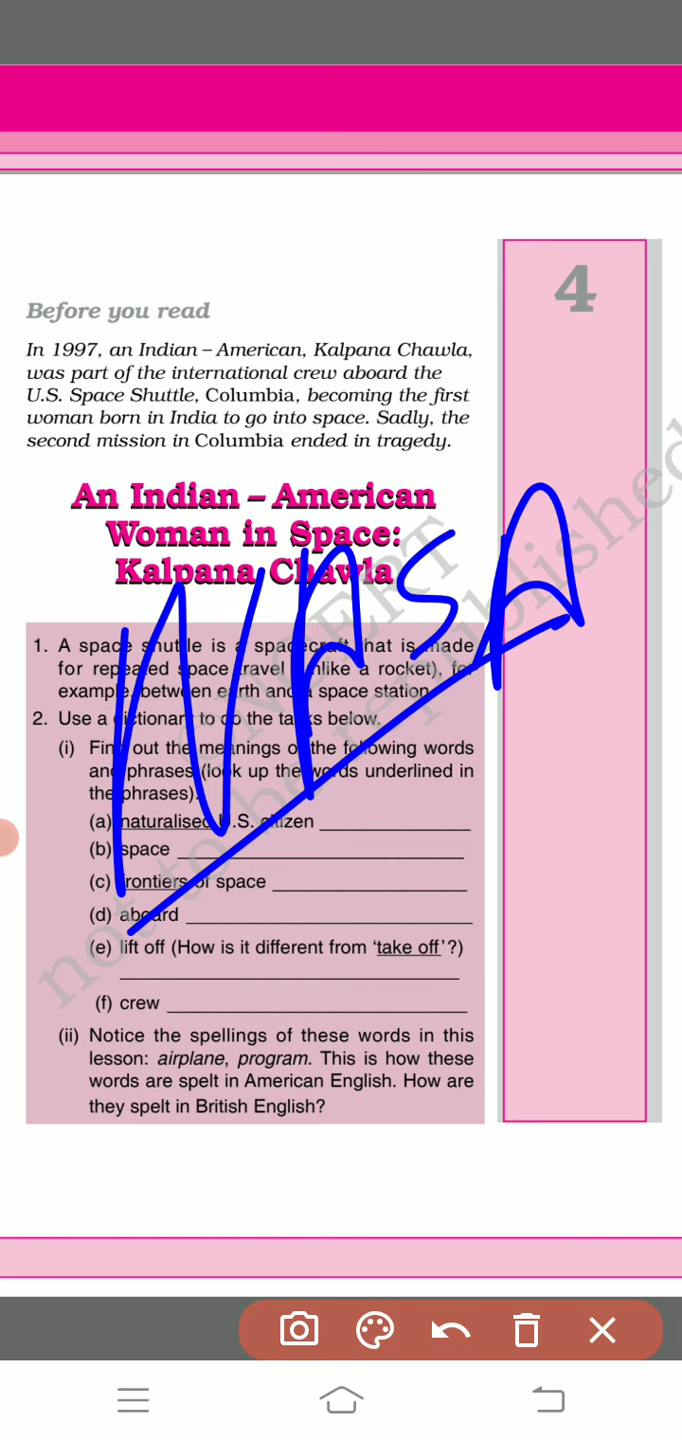 4
Before you read
In 1997, an Indian – American, Kalpana Chawla,
was part of the international crew aboard the
U.S. Space Shuttle, Columbia, becoming the first
woman born in India to go into space. Sadly, the
second mission in Columbia ended in tragedy.
An Indian – American
Woman in Space:
Kalpana Chawla
NASA
1. A space shuttle is a spacecraft that is made
for repeated space travel (unlike a rocket), for
example, between earth and a space station.
2. Use a dictionary to do the tasks below.
(i) Find out the meanings of the following words
and phrases (look up the words underlined in
the phrases).
(a) naturalised U.S. citizen
(b) space
(c) frontiers of space
(d) aboard
(e) lift off (How is it different from ‘take off’?)
(f) crew
(ii) Notice the spellings of these words in this
lesson: airplane, program. This is how these
words are spelt in American English. How are
they spelt in British English?
NCERT
not to be republished